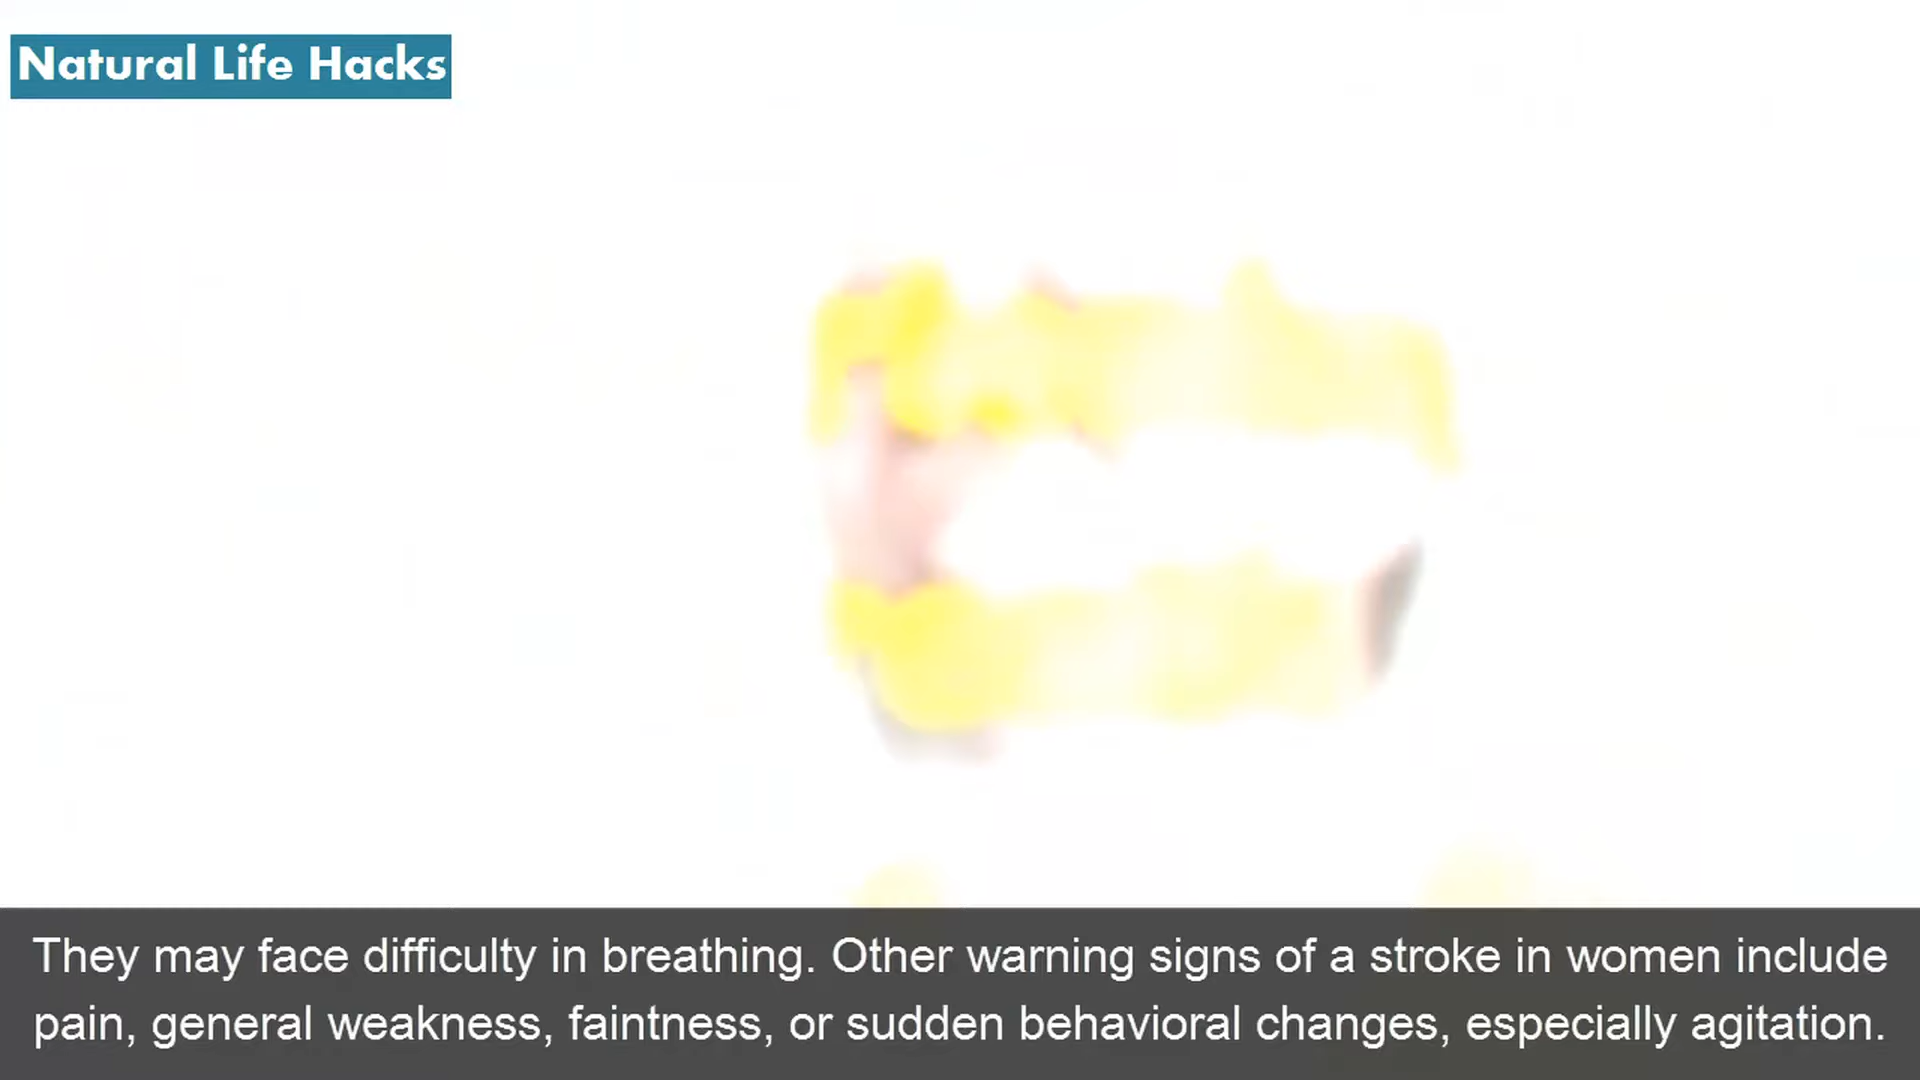 Natural Life Hacks
They may face difficulty in breathing. Other warning signs of a stroke in women include
pain, general weakness, faintness, or sudden behavioral changes, especially agitation.